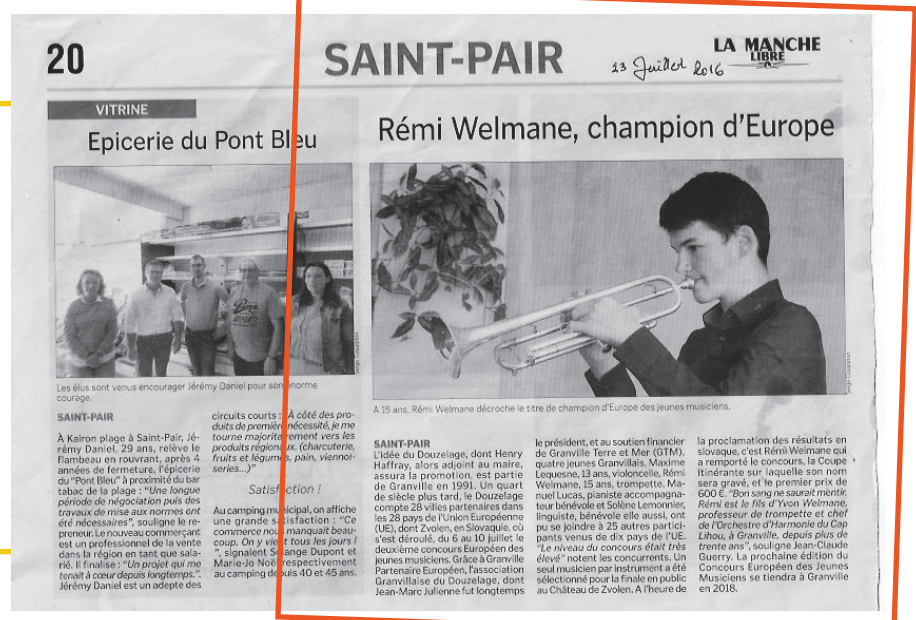 20
SAINT-PAIR
23 Juillet 2016
LA MANCHE
LIBRE
VITRINE
Epicerie du Pont Bleu
Les élus sont venus encourager Jérémy Daniel pour son énorme
courage.
SAINT-PAIR
À Kairon plage à Saint-Pair, Jé-
rémy Daniel, 29 ans, relève le
flambeau en rouvrant, après 4
années de fermeture, l'épicerie
du "Pont Bleu" à proximité du bar
tabac de la plage : "Une longue
période de négociation puis des
travaux de mise aux normes ont
été nécessaires", souligne le re-
preneur. Le nouveau commerçant
est un professionnel de la vente
dans la région en tant que sala-
rié. Il finalise : "Un projet qui me
tenait à cœur depuis longtemps.".
Jérémy Daniel est un adepte des
circuits courts : "À côté des pro-
duits de première nécessité, je me
tourne majoritairement vers les
produits régionaux. (charcuterie,
fruits et légumes, pain, viennoi-
series...)"
Satisfaction !
Au camping municipal, on affiche
une grande satisfaction : "Ce
commerce nous manquait beau-
coup. On y vient tous les jours !
", signalent Solange Dupont et
Marie-Jo Noël respectivement
au camping depuis 40 et 45 ans.
Rémi Welmane, champion d'Europe
A 15 ans, Rémi Welmane décroche le titre de champion d'Europe des jeunes musiciens.
SAINT-PAIR
L'idée du Douzelage, dont Henry
Haffray, alors adjoint au maire,
assura la promotion, est partie
de Granville en 1991. Un quart
de siècle plus tard, le Douzelage
compte 28 villes partenaires dans
les 28 pays de l'Union Européenne
(UE), dont Zvolen, en Slovaquie, où
s'est déroulé, du 6 au 10 juillet le
deuxième concours Européen des
jeunes musiciens. Grâce à Granville
Partenaire Européen, l'association
Granvillaise du Douzelage, dont
Jean-Marc Julienne fut longtemps
le président, et au soutien financier
de Granville Terre et Mer (GTM),
quatre jeunes Granvillais, Maxime
Lequesne, 13 ans, violoncelle, Rémi
Welmane, 15 ans, trompette, Ma-
nuel Lucas, pianiste accompagna-
teur bénévole et Solène Lemonnier,
linguiste, bénévole elle aussi, ont
pu se joindre à 25 autres partici-
pants venus de dix pays de l'UE.
"Le niveau du concours était très
élevé" notent les concurrents. Un
seul musicien par instrument a été
sélectionné pour la finale en public
au Château de Zvolen. A l'heure de
la proclamation des résultats en
slovaque, c'est Rémi Welmane qui
a remporté le concours, la Coupe
itinérante sur laquelle son nom
sera gravé, et le premier prix de
600 €. "Bon sang ne saurait mentir.
Rémi est le fils d'Yvon Welmane,
professeur de trompette et chef
de l'Orchestre d'Harmonie du Cap
Lihou, à Granville, depuis plus de
trente ans", souligne Jean-Claude
Guerry. La prochaine édition du
Concours Européen des Jeunes
Musiciens se tiendra à Granville
en 2018.